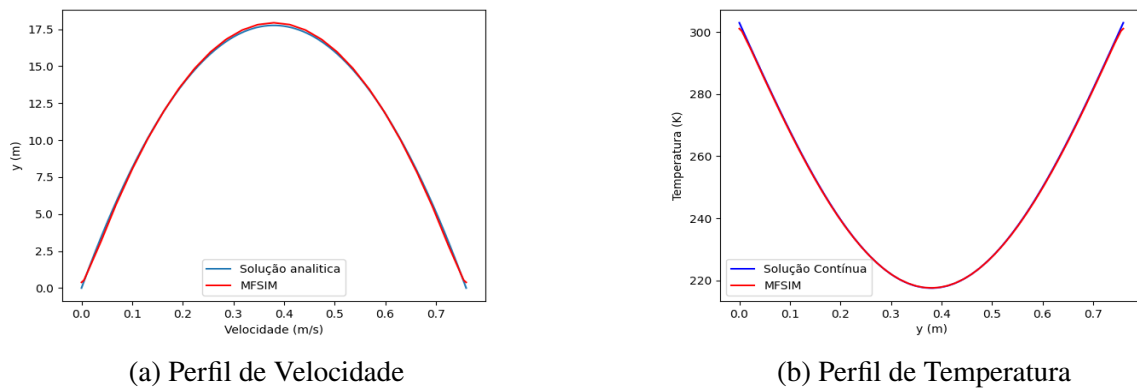 17.5
15.0
12.5
10.0
7.5
5.0
2.5
0.0
y (m)
Solução analitica
MFSIM
0.0 0.1 0.2 0.3 0.4 0.5 0.6 0.7
Velocidade (m/s)
(a) Perfil de Velocidade
300
280
260
240
220
Temperatura (K)
Solução Contínua
MFSIM
0.0 0.1 0.2 0.3 0.4 0.5 0.6 0.7
y (m)
(b) Perfil de Temperatura